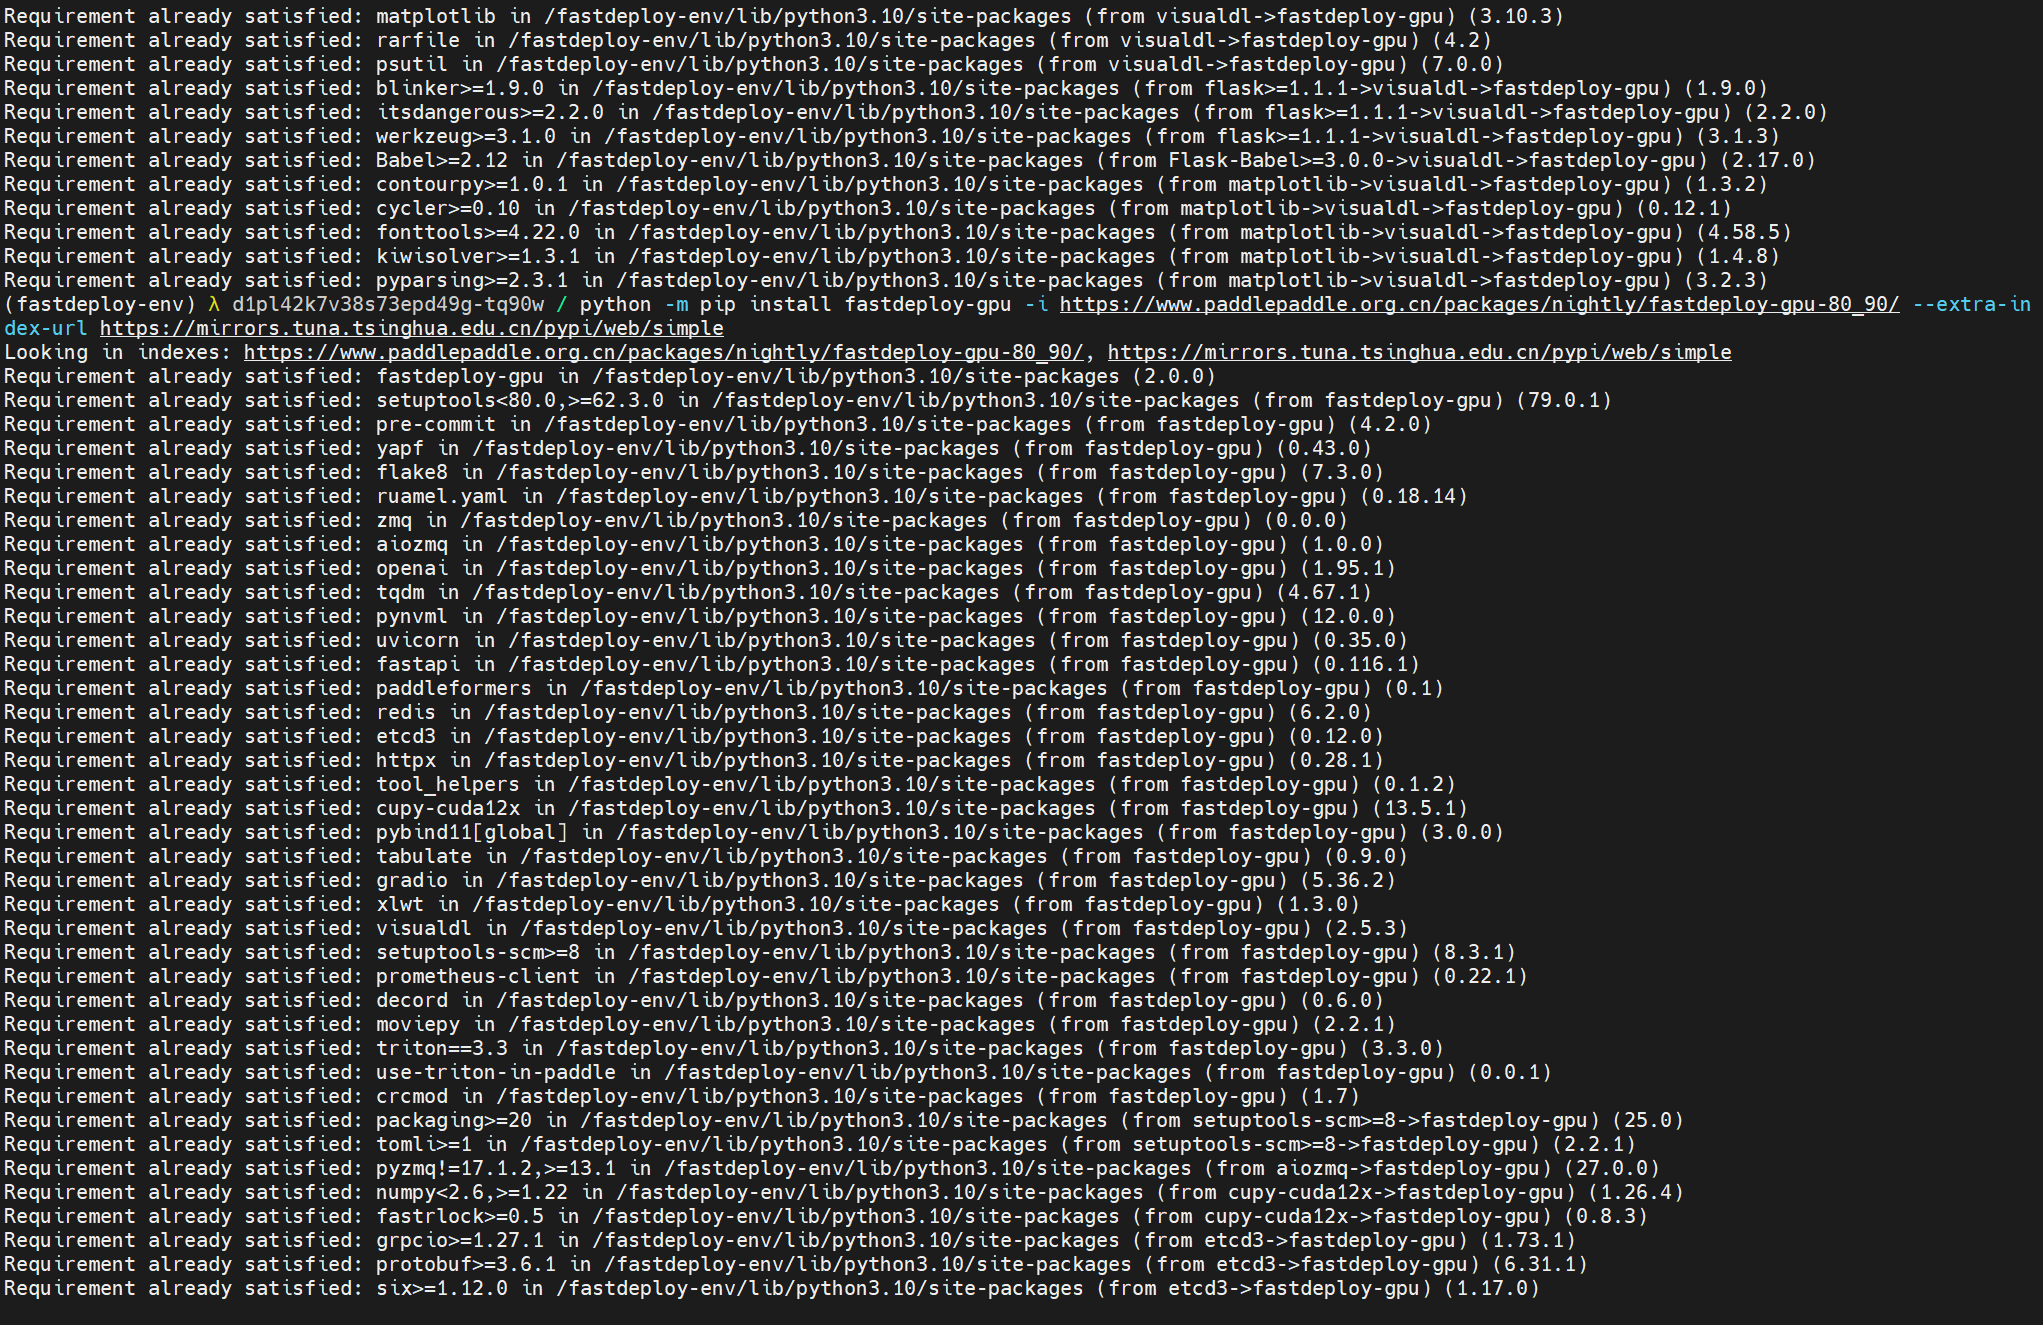 Requirement already satisfied: matplotlib in /fastdeploy-env/lib/python3.10/site-packages (from visualdl->fastdeploy-gpu) (3.10.3)
Requirement already satisfied: rarfile in /fastdeploy-env/lib/python3.10/site-packages (from visualdl->fastdeploy-gpu) (4.2)
Requirement already satisfied: psutil in /fastdeploy-env/lib/python3.10/site-packages (from visualdl->fastdeploy-gpu) (7.0.0)
Requirement already satisfied: blinker>=1.9.0 in /fastdeploy-env/lib/python3.10/site-packages (from flask>=1.1.1->visualdl->fastdeploy-gpu) (1.9.0)
Requirement already satisfied: itsdangerous>=2.2.0 in /fastdeploy-env/lib/python3.10/site-packages (from flask>=1.1.1->visualdl->fastdeploy-gpu) (2.2.0)
Requirement already satisfied: werkzeug>=3.1.0 in /fastdeploy-env/lib/python3.10/site-packages (from flask>=1.1.1->visualdl->fastdeploy-gpu) (3.1.3)
Requirement already satisfied: Babel>=2.12 in /fastdeploy-env/lib/python3.10/site-packages (from Flask-Babel>=3.0.0->visualdl->fastdeploy-gpu) (2.17.0)
Requirement already satisfied: contourpy>=1.0.1 in /fastdeploy-env/lib/python3.10/site-packages (from matplotlib->visualdl->fastdeploy-gpu) (1.3.2)
Requirement already satisfied: cycler>=0.10 in /fastdeploy-env/lib/python3.10/site-packages (from matplotlib->visualdl->fastdeploy-gpu) (0.12.1)
Requirement already satisfied: fonttools>=4.22.0 in /fastdeploy-env/lib/python3.10/site-packages (from matplotlib->visualdl->fastdeploy-gpu) (4.58.5)
Requirement already satisfied: kiwisolver>=1.3.1 in /fastdeploy-env/lib/python3.10/site-packages (from matplotlib->visualdl->fastdeploy-gpu) (1.4.8)
Requirement already satisfied: pyparsing>=2.3.1 in /fastdeploy-env/lib/python3.10/site-packages (from matplotlib->visualdl->fastdeploy-gpu) (3.2.3)
(fastdeploy-env) λ d1pl42k7v38s73epd49g-tq90w / python -m pip install fastdeploy-gpu -i https://www.paddlepaddle.org.cn/packages/nightly/fastdeploy-gpu-80_90/ --extra-in
dex-url https://mirrors.tuna.tsinghua.edu.cn/pypi/web/simple
Looking in indexes: https://www.paddlepaddle.org.cn/packages/nightly/fastdeploy-gpu-80_90/, https://mirrors.tuna.tsinghua.edu.cn/pypi/web/simple
Requirement already satisfied: fastdeploy-gpu in /fastdeploy-env/lib/python3.10/site-packages (2.0.0)
Requirement already satisfied: setuptools<80.0,>=62.3.0 in /fastdeploy-env/lib/python3.10/site-packages (from fastdeploy-gpu) (79.0.1)
Requirement already satisfied: pre-commit in /fastdeploy-env/lib/python3.10/site-packages (from fastdeploy-gpu) (4.2.0)
Requirement already satisfied: yapf in /fastdeploy-env/lib/python3.10/site-packages (from fastdeploy-gpu) (0.43.0)
Requirement already satisfied: flake8 in /fastdeploy-env/lib/python3.10/site-packages (from fastdeploy-gpu) (7.3.0)
Requirement already satisfied: ruamel.yaml in /fastdeploy-env/lib/python3.10/site-packages (from fastdeploy-gpu) (0.18.14)
Requirement already satisfied: zmq in /fastdeploy-env/lib/python3.10/site-packages (from fastdeploy-gpu) (0.0.0)
Requirement already satisfied: aiozmq in /fastdeploy-env/lib/python3.10/site-packages (from fastdeploy-gpu) (1.0.0)
Requirement already satisfied: openai in /fastdeploy-env/lib/python3.10/site-packages (from fastdeploy-gpu) (1.95.1)
Requirement already satisfied: tqdm in /fastdeploy-env/lib/python3.10/site-packages (from fastdeploy-gpu) (4.67.1)
Requirement already satisfied: pynvml in /fastdeploy-env/lib/python3.10/site-packages (from fastdeploy-gpu) (12.0.0)
Requirement already satisfied: uvicorn in /fastdeploy-env/lib/python3.10/site-packages (from fastdeploy-gpu) (0.35.0)
Requirement already satisfied: fastapi in /fastdeploy-env/lib/python3.10/site-packages (from fastdeploy-gpu) (0.116.1)
Requirement already satisfied: paddleformers in /fastdeploy-env/lib/python3.10/site-packages (from fastdeploy-gpu) (0.1)
Requirement already satisfied: redis in /fastdeploy-env/lib/python3.10/site-packages (from fastdeploy-gpu) (6.2.0)
Requirement already satisfied: etcd3 in /fastdeploy-env/lib/python3.10/site-packages (from fastdeploy-gpu) (0.12.0)
Requirement already satisfied: httpx in /fastdeploy-env/lib/python3.10/site-packages (from fastdeploy-gpu) (0.28.1)
Requirement already satisfied: tool_helpers in /fastdeploy-env/lib/python3.10/site-packages (from fastdeploy-gpu) (0.1.2)
Requirement already satisfied: cupy-cuda12x in /fastdeploy-env/lib/python3.10/site-packages (from fastdeploy-gpu) (13.5.1)
Requirement already satisfied: pybind11[global] in /fastdeploy-env/lib/python3.10/site-packages (from fastdeploy-gpu) (3.0.0)
Requirement already satisfied: tabulate in /fastdeploy-env/lib/python3.10/site-packages (from fastdeploy-gpu) (0.9.0)
Requirement already satisfied: gradio in /fastdeploy-env/lib/python3.10/site-packages (from fastdeploy-gpu) (5.36.2)
Requirement already satisfied: xlwt in /fastdeploy-env/lib/python3.10/site-packages (from fastdeploy-gpu) (1.3.0)
Requirement already satisfied: visualdl in /fastdeploy-env/lib/python3.10/site-packages (from fastdeploy-gpu) (2.5.3)
Requirement already satisfied: setuptools-scm>=8 in /fastdeploy-env/lib/python3.10/site-packages (from fastdeploy-gpu) (8.3.1)
Requirement already satisfied: prometheus-client in /fastdeploy-env/lib/python3.10/site-packages (from fastdeploy-gpu) (0.22.1)
Requirement already satisfied: decord in /fastdeploy-env/lib/python3.10/site-packages (from fastdeploy-gpu) (0.6.0)
Requirement already satisfied: moviepy in /fastdeploy-env/lib/python3.10/site-packages (from fastdeploy-gpu) (2.2.1)
Requirement already satisfied: triton==3.3 in /fastdeploy-env/lib/python3.10/site-packages (from fastdeploy-gpu) (3.3.0)
Requirement already satisfied: use-triton-in-paddle in /fastdeploy-env/lib/python3.10/site-packages (from fastdeploy-gpu) (0.0.1)
Requirement already satisfied: crcmod in /fastdeploy-env/lib/python3.10/site-packages (from fastdeploy-gpu) (1.7)
Requirement already satisfied: packaging>=20 in /fastdeploy-env/lib/python3.10/site-packages (from setuptools-scm>=8->fastdeploy-gpu) (25.0)
Requirement already satisfied: tomli>=1 in /fastdeploy-env/lib/python3.10/site-packages (from setuptools-scm>=8->fastdeploy-gpu) (2.2.1)
Requirement already satisfied: pyzmq!=17.1.2,>=13.1 in /fastdeploy-env/lib/python3.10/site-packages (from aiozmq->fastdeploy-gpu) (27.0.0)
Requirement already satisfied: numpy<2.6,>=1.22 in /fastdeploy-env/lib/python3.10/site-packages (from cupy-cuda12x->fastdeploy-gpu) (1.26.4)
Requirement already satisfied: fastrlock>=0.5 in /fastdeploy-env/lib/python3.10/site-packages (from cupy-cuda12x->fastdeploy-gpu) (0.8.3)
Requirement already satisfied: grpcio>=1.27.1 in /fastdeploy-env/lib/python3.10/site-packages (from etcd3->fastdeploy-gpu) (1.73.1)
Requirement already satisfied: protobuf>=3.6.1 in /fastdeploy-env/lib/python3.10/site-packages (from etcd3->fastdeploy-gpu) (6.31.1)
Requirement already satisfied: six>=1.12.0 in /fastdeploy-env/lib/python3.10/site-packages (from etcd3->fastdeploy-gpu) (1.17.0)